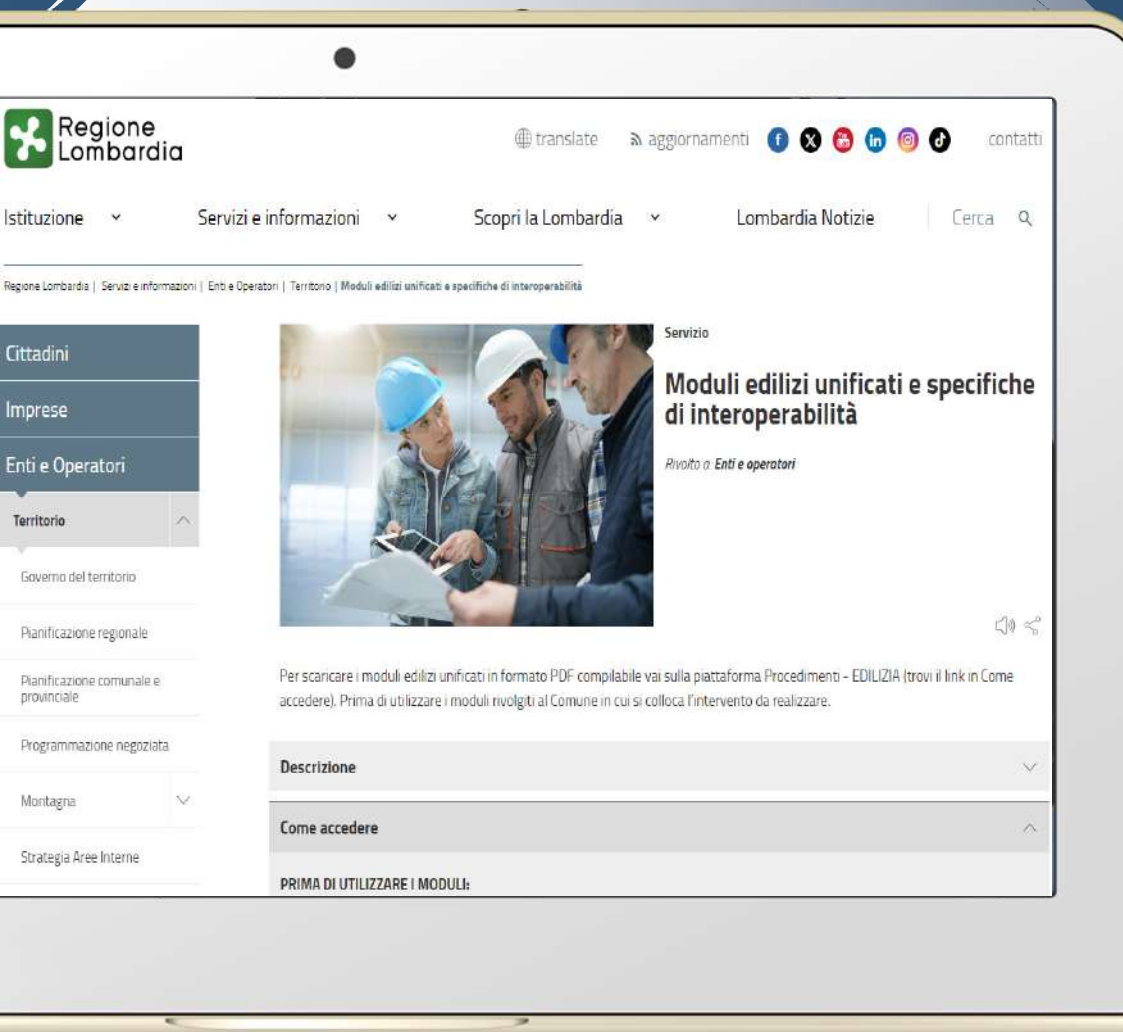 Regione
Lombardia
translate
aggiornamenti
contatti
Istituzione
Servizi e informazioni
Scopri la Lombardia
Lombardia Notizie
Cerca
Regione Lombardia | Servizi e informazioni | Enti e Operatori | Territorio | Moduli edilizi unificati e specifiche di interoperabilità
Cittadini
Imprese
Enti e Operatori
Territorio
Governo del territorio
Pianificazione regionale
Pianificazione comunale e
provinciale
Programmazione negoziata
Montagna
Strategia Aree Interne
Servizio
Moduli edilizi unificati e specifiche
di interoperabilità
Rivolto a: Enti e operatori
Per scaricare i moduli edilizi unificati in formato PDF compilabile vai sulla piattaforma Procedimenti - EDILIZIA (trovi il link in Come
accedere). Prima di utilizzare i moduli rivolgiti al Comune in cui si colloca l'intervento da realizzare.
Descrizione
Come accedere
PRIMA DI UTILIZZARE I MODULI: